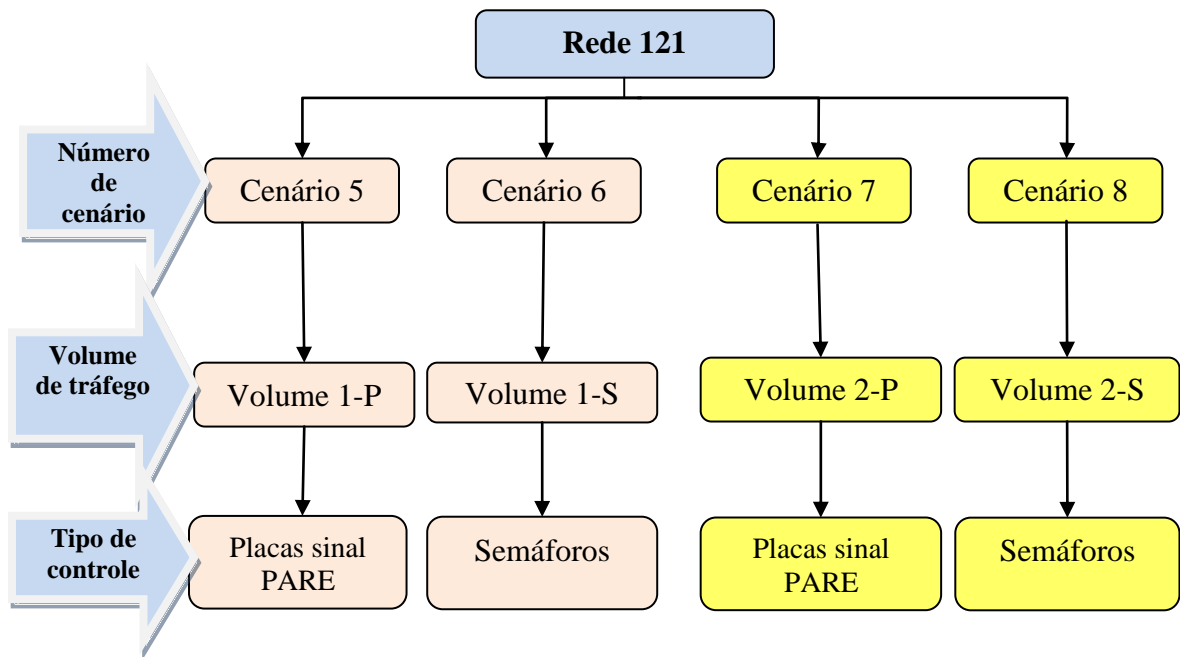 Rede 121
Número
de
cenário
Cenário 5
Cenário 6
Cenário 7
Cenário 8
Volume
de tráfego
Volume 1-P
Volume 1-S
Volume 2-P
Volume 2-S
Tipo de
controle
Placas sinal
PARE
Semáforos
Placas sinal
PARE
Semáforos